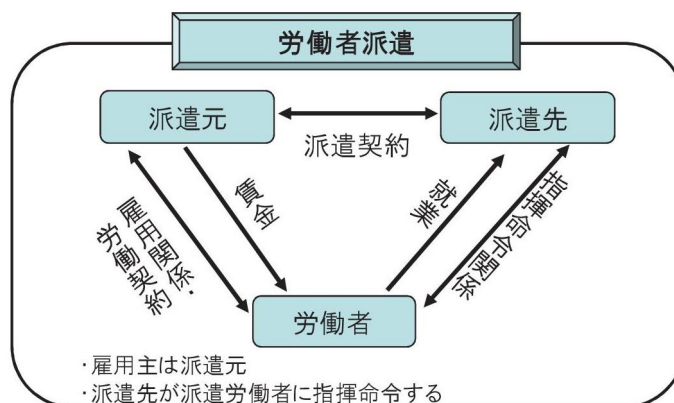 労働者派遣
派遣元
派遣先
派遣契約
賃金
就業
雇用関係・
労働契約
指揮命令関係
労働者
・雇用主は派遣元
・派遣先が派遣労働者に指揮命令する